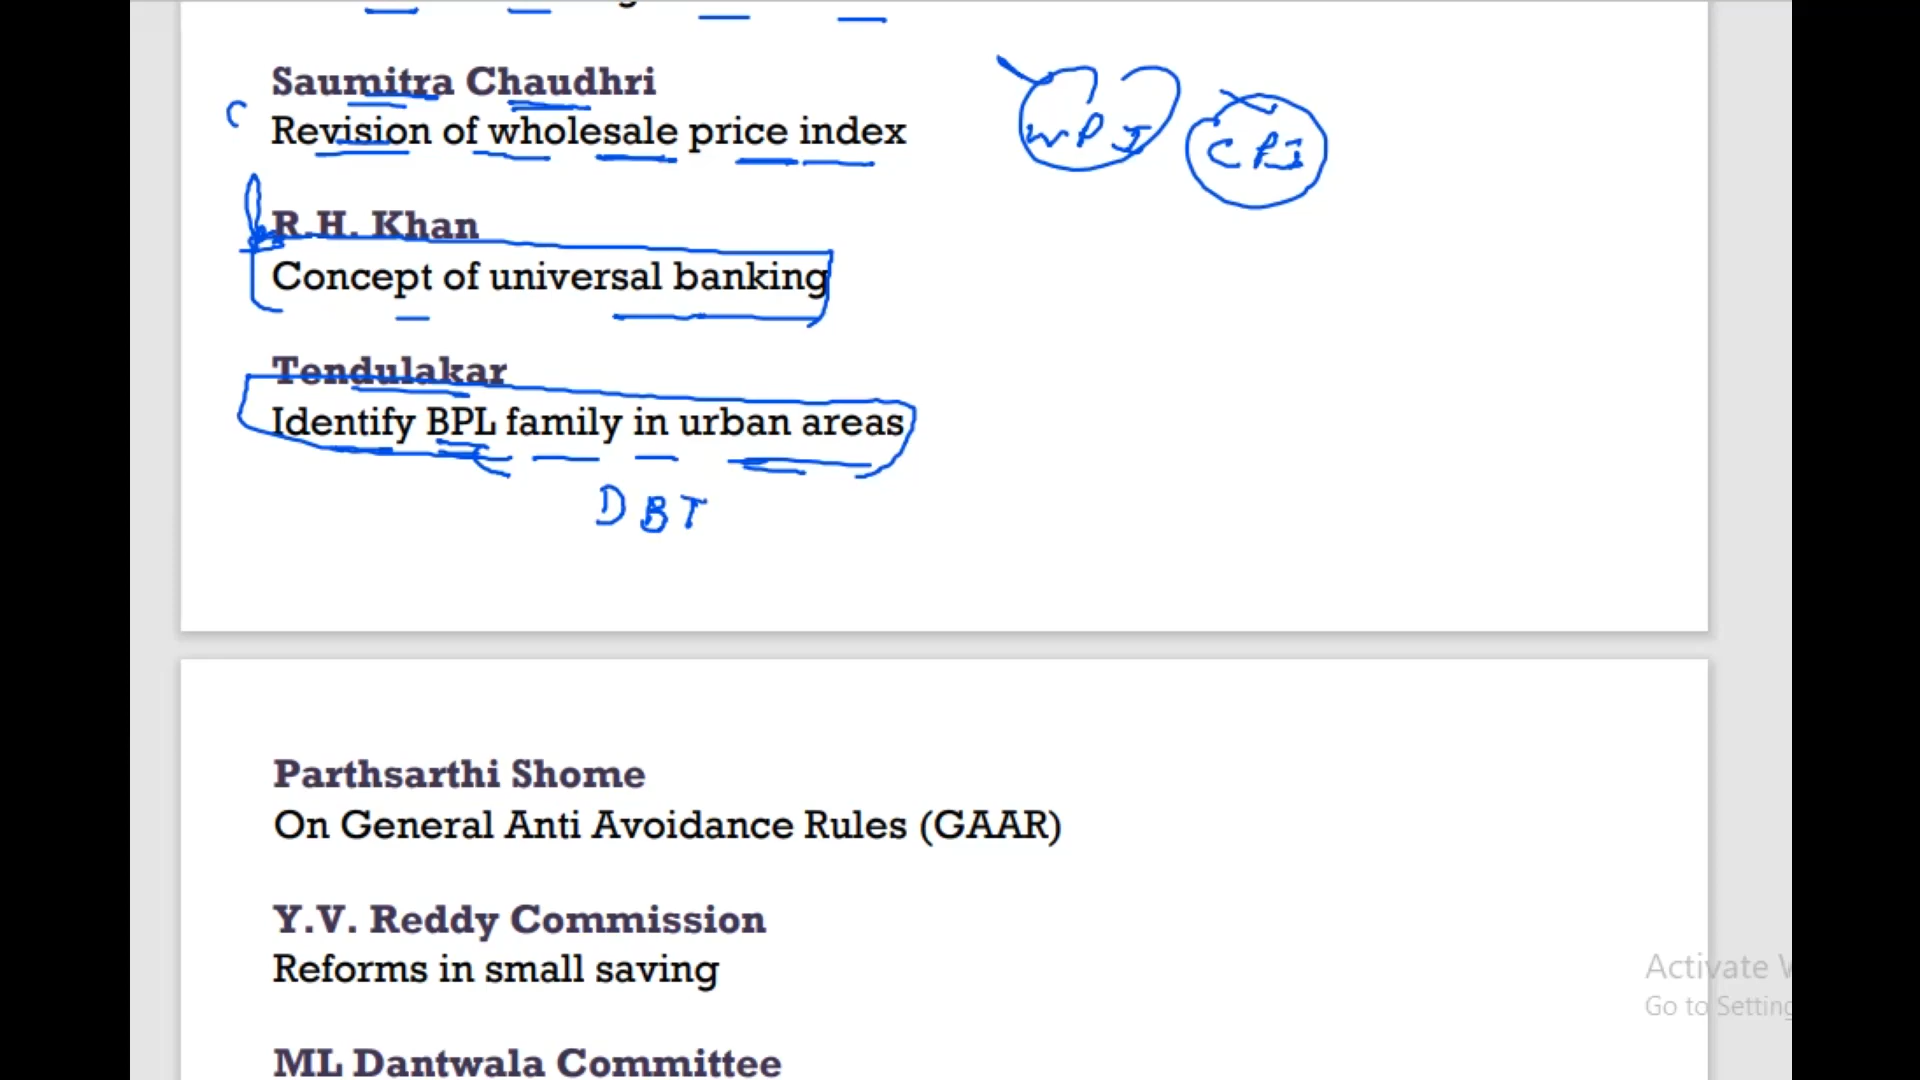 Saumitra Chaudhri
Revision of wholesale price index
WPI
CPI
R.H. Khan
Concept of universal banking
Tendulakar
Identify BPL family in urban areas
DBT
Parthsarthi Shome
On General Anti Avoidance Rules (GAAR)
Y.V. Reddy Commission
Reforms in small saving
Activate
Go to Setting
ML Dantwala Committee